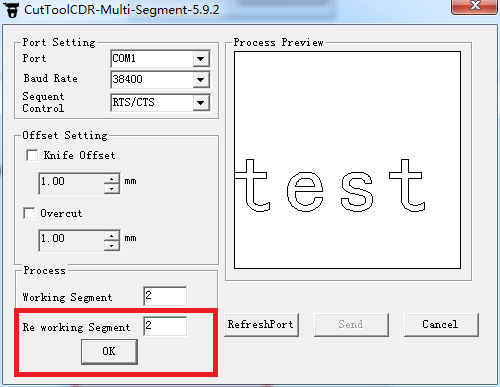 CutToolCDR-Multi-Segment-5.9.2
Port Setting
Port
COM1
Baud Rate
38400
Sequent
Control
RTS/CTS
Offset Setting
Knife Offset
1.00
mm
Overcut
1.00
mm
Process
Working Segment
2
Re working Segment
2
OK
Process Preview
test
RefreshPort
Send
Cancel